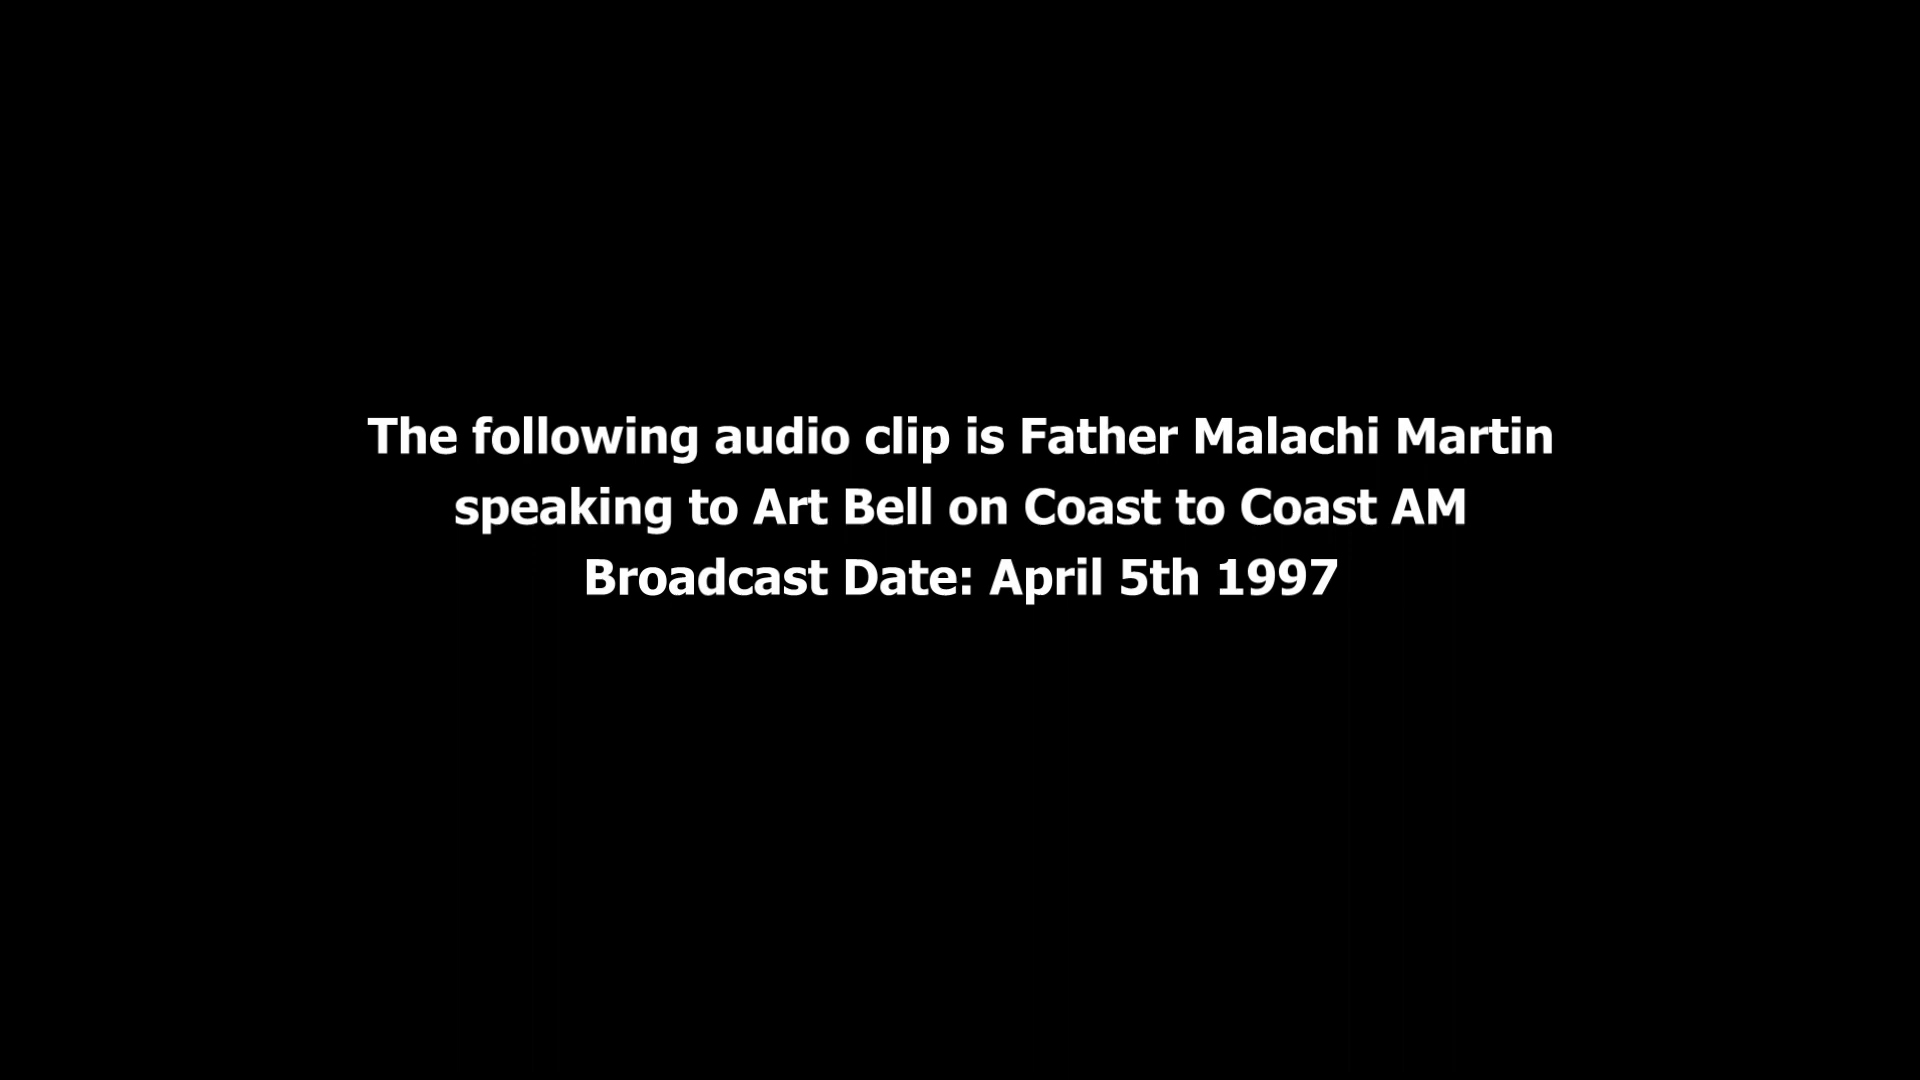 The following audio clip is Father Malachi Martin
speaking to Art Bell on Coast to Coast AM
Broadcast Date: April 5th 1997